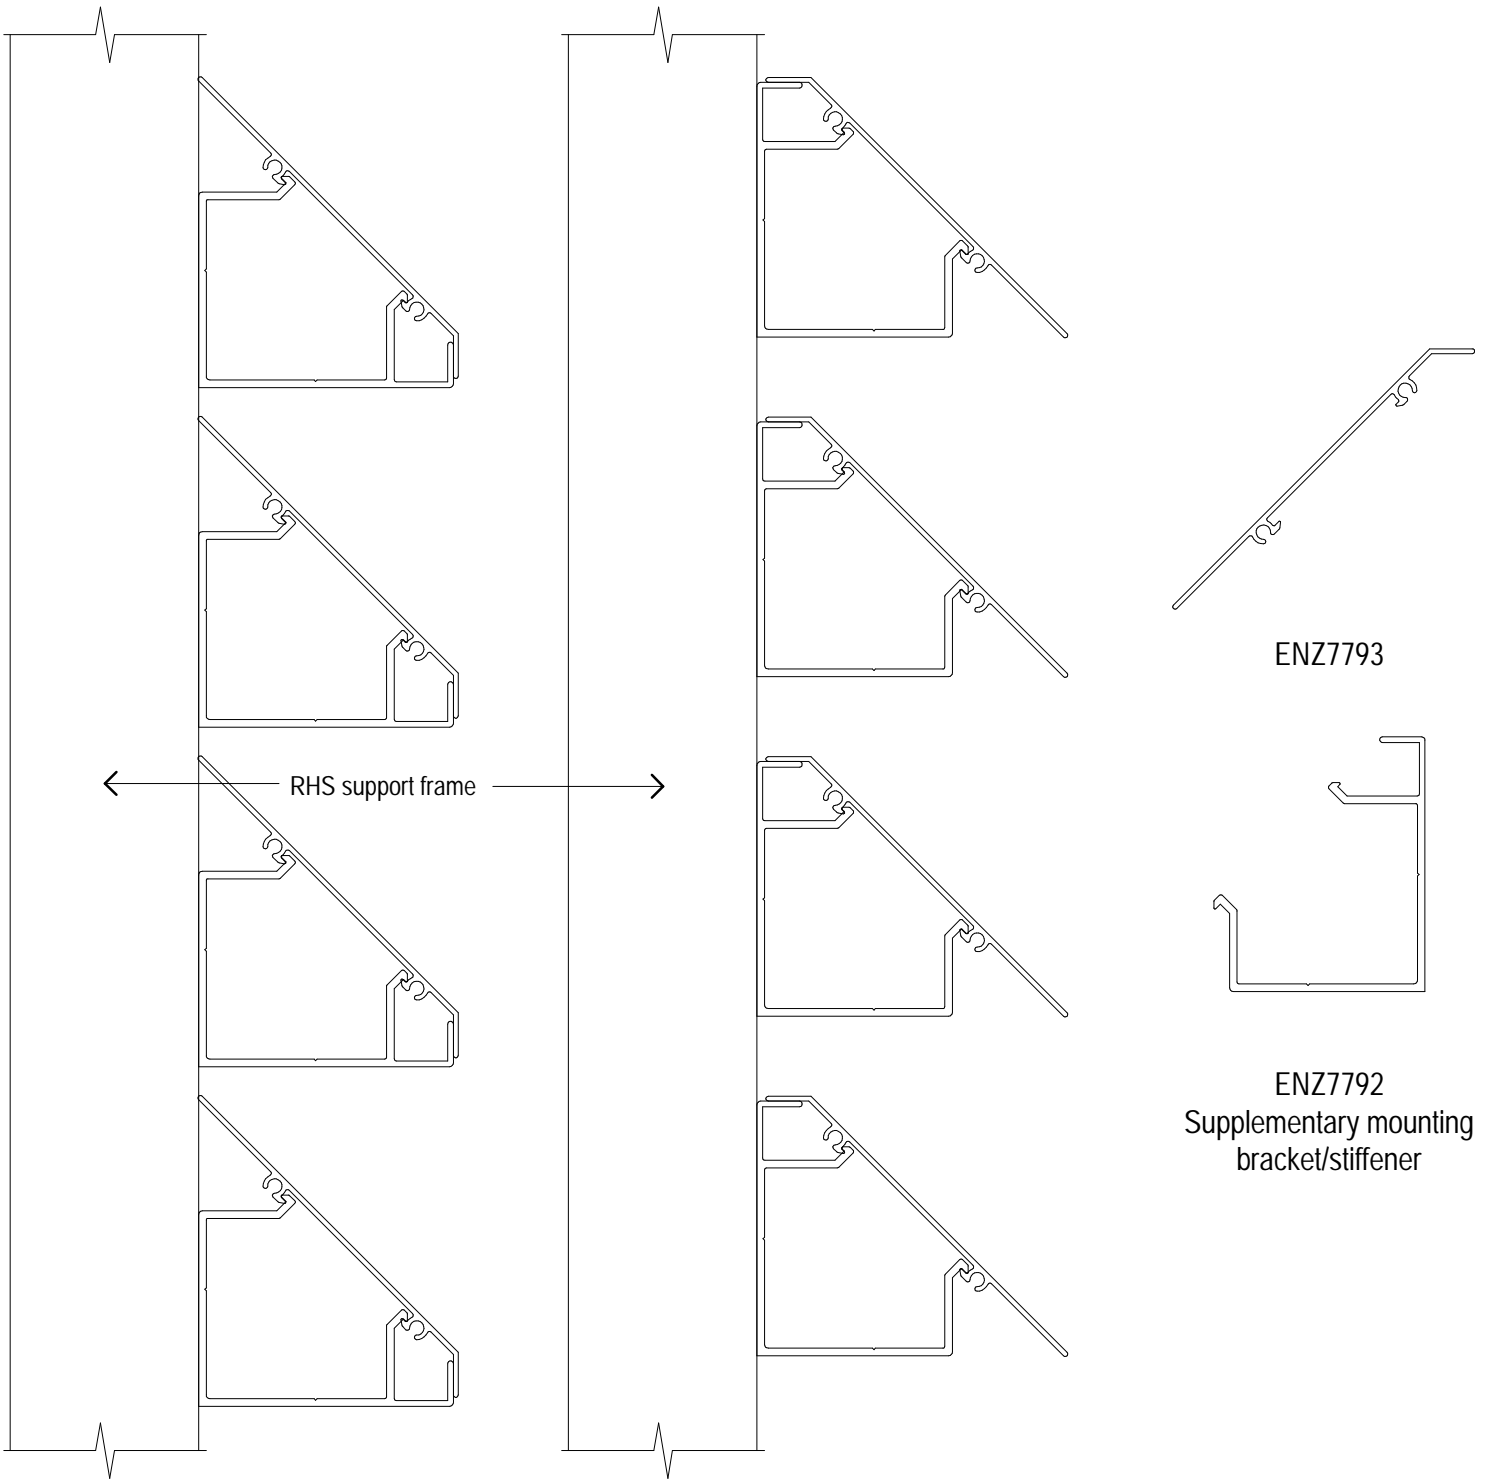 RHS support frame
ENZ7793
ENZ7792
Supplementary mounting
bracket/stiffener